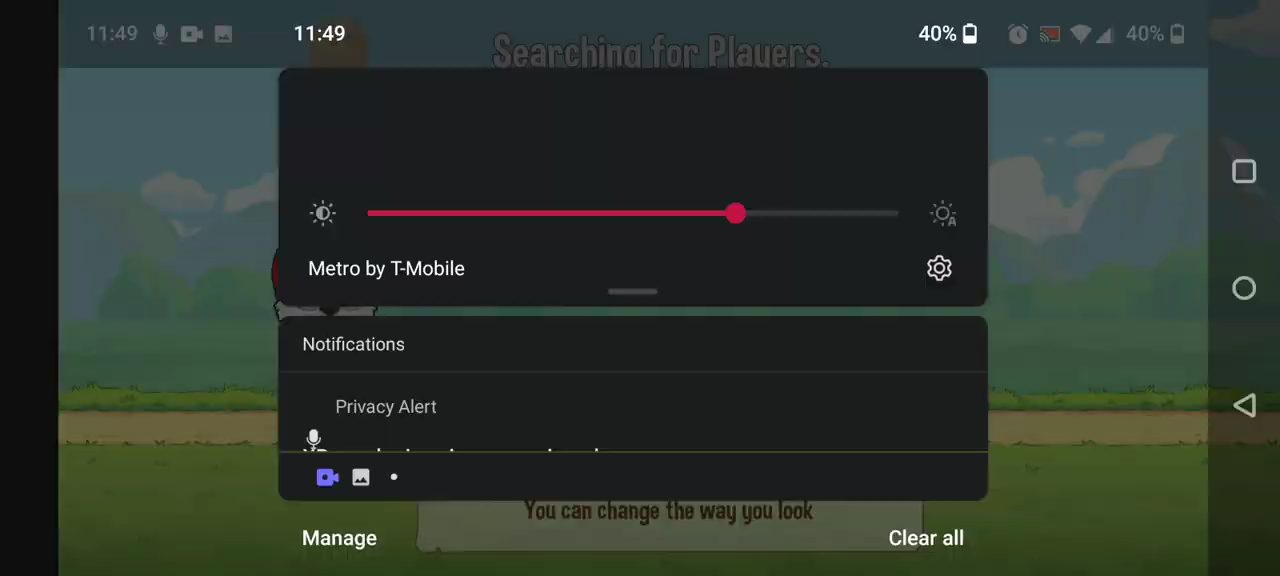 11:49
11:49
40%
40%
Searching for Players.
Metro by T-Mobile
Notifications
Privacy Alert
You can change the way you look
Manage
Clear all